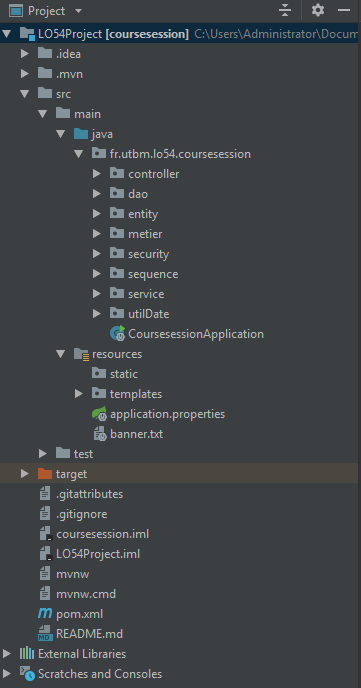 Project
LO54Project [coursesession] C:\Users\Administrator\Docum
.idea
.mvn
src
main
java
fr.utbm.lo54.coursesession
controller
dao
entity
metier
security
sequence
service
utilDate
CoursesessionApplication
resources
static
templates
application.properties
banner.txt
test
target
.gitattributes
.gitignore
coursesession.iml
LO54Project.iml
mvnw
mvnw.cmd
pom.xml
README.md
External Libraries
Scratches and Consoles